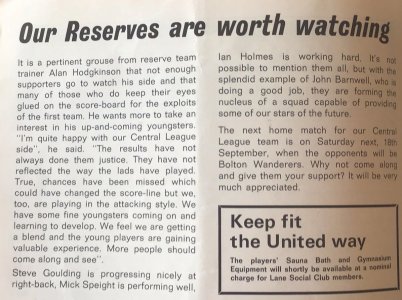 Our Reserves are worth watching
It is a pertinent grouse from reserve team
trainer Alan Hodgkinson that not enough
supporters go to watch his side and that
many of those who do keep their eyes
glued on the score-board for the exploits
of the first team. He wants more to take an
interest in his up-and-coming youngsters.
"I'm quite happy with our Central League
side", he said. "The results have not
always done them justice. They have not
reflected the way the lads have played.
True, chances have been missed which
could have changed the score-line but we,
too, are playing in the attacking style. We
have some fine youngsters coming on and
learning to develop. We feel we are getting
a blend and the young players are gaining
valuable experience. More people should
come along and see".
Steve Goulding is progressing nicely at
right-back, Mick Speight is performing well,
Ian Holmes is working hard. It's not
possible to mention them all, but with the
splendid example of John Barnwell, who is
doing a good job, they are forming the
nucleus of a squad capable of providing
some of our stars of the future.
The next home match for our Central
League team is on Saturday next, 18th
September, when the opponents will be
Bolton Wanderers. Why not come along
and give them your support? It will be very
much appreciated.
Keep fit
the United way
The players' Sauna Bath and Gymnasium
Equipment will shortly be available at a nominal
charge for Lane Social Club members.